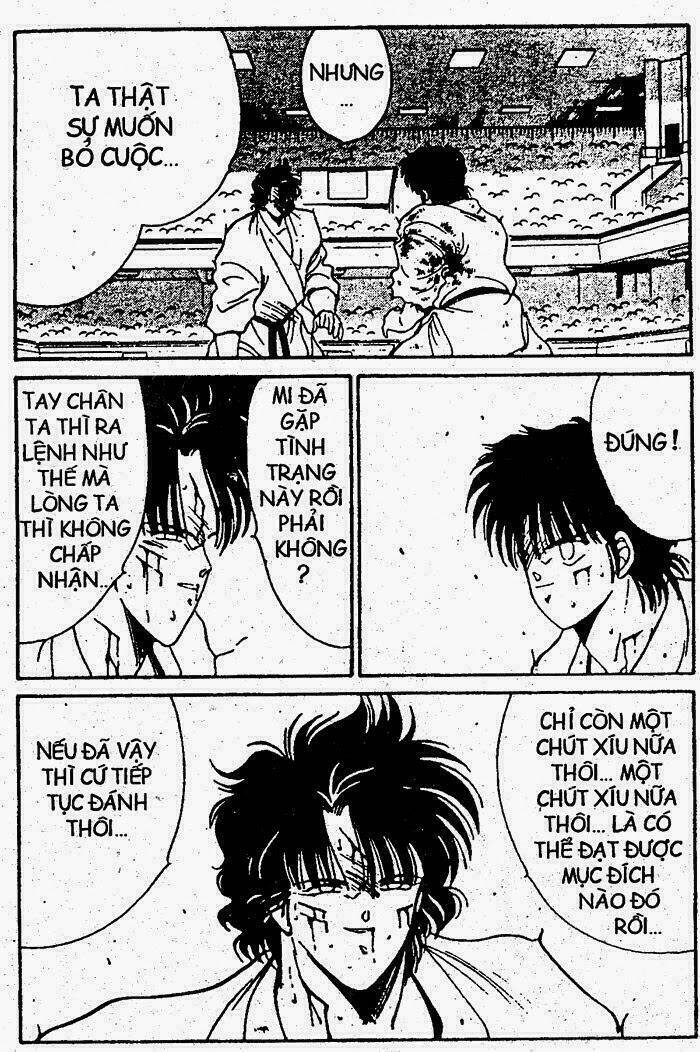 TA THẬT
SỰ MUỐN
BỎ CUỘC...
NHƯNG
...
TAY CHÂN
TA THÌ RA
LỆNH NHƯ
THẾ MÀ
LÒNG TA
THÌ KHÔNG
CHẤP
NHẬN...
MI ĐÃ
GẶP
TÌNH
TRẠNG
NÀY RỒI
PHẢI
KHÔNG
?
ĐÚNG!
NẾU ĐÃ VẬY
THÌ CỨ TIẾP
TỤC ĐÁNH
THÔI...
CHỈ CÒN MỘT
CHÚT XÍU NỮA
THÔI... MỘT
CHÚT XÍU NỮA
THÔI... LÀ CÓ
THỂ ĐẠT ĐƯỢC
MỤC ĐÍCH
NÀO ĐÓ
RỒI...